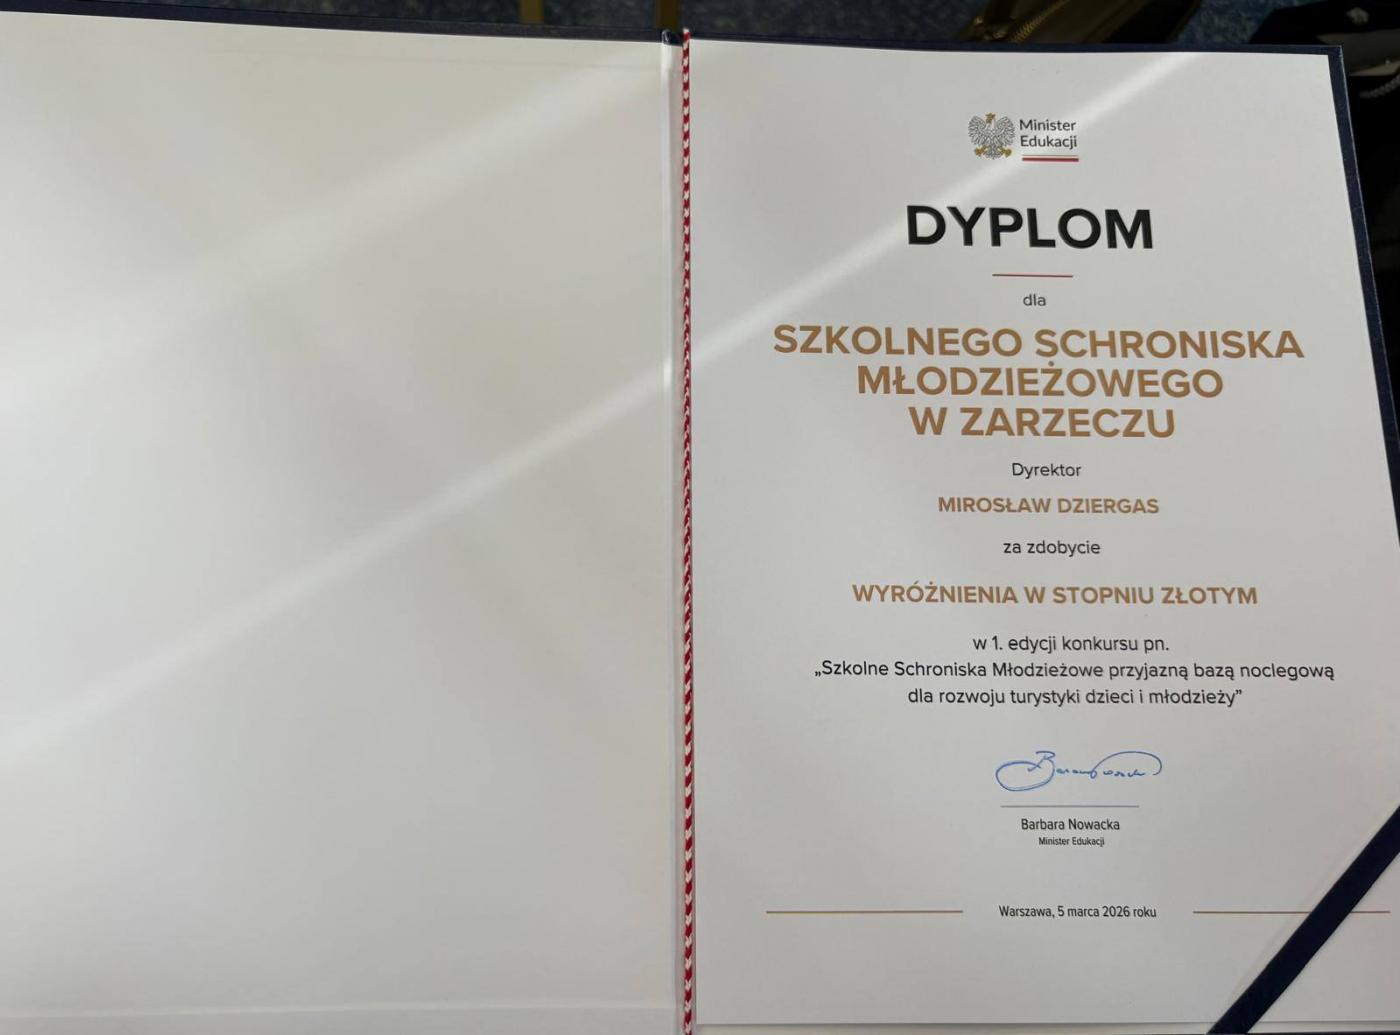 Minister
Edukacji
DYPLOM
dla
SZKOLNEGO SCHRONISKA
MŁODZIEŻOWEGO
W ZARZECZU
Dyrektor
MIROSŁAW DZIERGAS
za zdobycie
WYRÓŻNIENIA W STOPNIU ZŁOTYM
w 1. edycji konkursu pn.
„Szkolne Schroniska Młodzieżowe przyjazną bazą noclegową
dla rozwoju turystyki dzieci i młodzieży”
Barbara Nowacka
Minister Edukacji
Warszawa, 5 marca 2026 roku